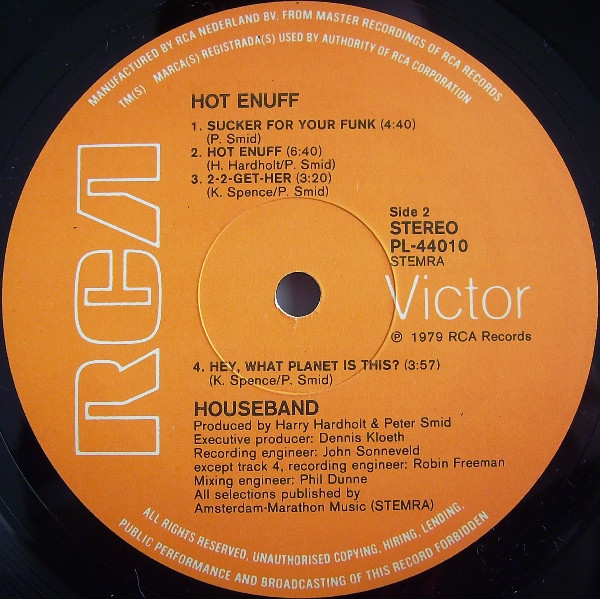 MANUFACTURED BY RCA NEDERLAND BV, FROM MASTER RECORDINGS OF RCA RECORDS
TM(S) MARCA(S) REGISTRADA(S) USED BY AUTHORITY OF RCA CORPORATION
HOT ENUFF
1. SUCKER FOR YOUR FUNK (4:40)
(P. Smid)
2. HOT ENUFF (6:40)
(H. Hardholt/P. Smid)
3. 2-2-GET-HER (3:20)
(K. Spence/P. Smid)
RCA
Side 2
STEREO
PL-44010
STEMRA
Victor
℗ 1979 RCA Records
4. HEY, WHAT PLANET IS THIS? (3:57)
(K. Spence/P. Smid)
HOUSEBAND
Produced by Harry Hardholt & Peter Smid
Executive producer: Dennis Kloeth
Recording engineer: John Sonneveld
except track 4, recording engineer: Robin Freeman
Mixing engineer: Phil Dunne
All selections published by
Amsterdam-Marathon Music (STEMRA)
ALL RIGHTS RESERVED, UNAUTHORISED COPYING, HIRING, LENDING,
PUBLIC PERFORMANCE AND BROADCASTING OF THIS RECORD FORBIDDEN